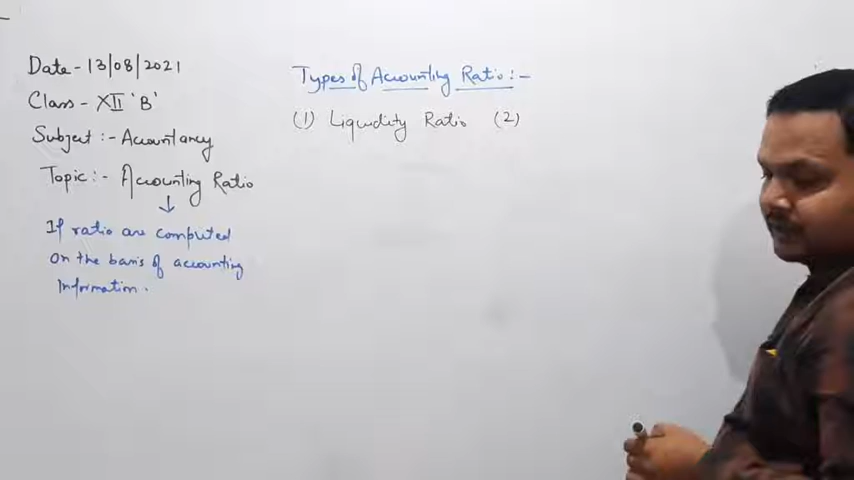 Date - 13/08/2021
Class - XII 'B'
Subject :- Accountancy
Topic :- Accounting Ratio
↓
If ratio are computed
on the basis of accounting
Information.
Types of Accounting Ratio :-
(1) Liquidity Ratio (2)